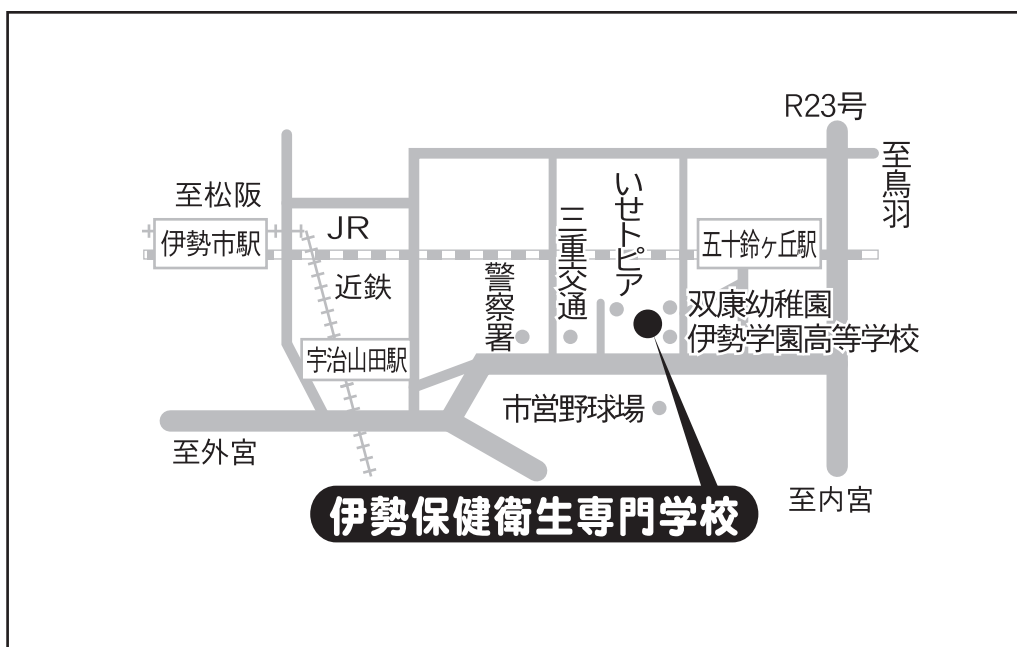 R23号
至鳥羽
至松阪
伊勢市駅
JR
近鉄
宇治山田駅
警察署
三重交通
いせトピア
五十鈴ヶ丘駅
双康幼稚園
伊勢学園高等学校
市営野球場
至外宮
至内宮
伊勢保健衛生専門学校